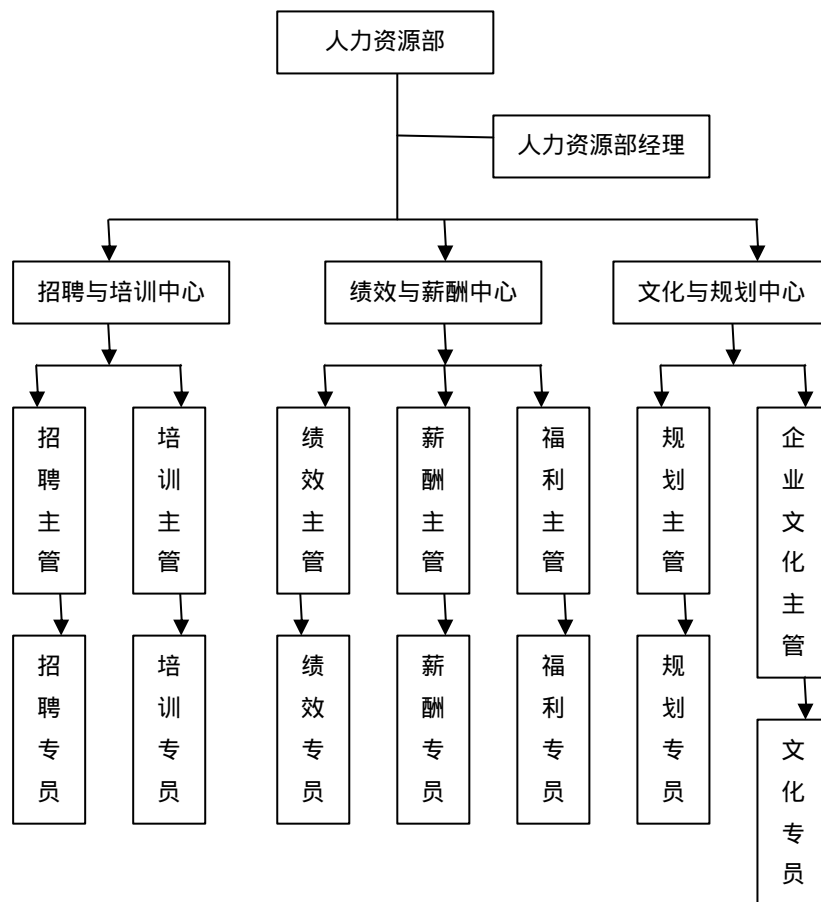 人力资源部
人力资源部经理
招聘与培训中心
绩效与薪酬中心
文化与规划中心
招聘主管
培训主管
绩效主管
薪酬主管
福利主管
规划主管
企业文化主管
招聘专员
培训专员
绩效专员
薪酬专员
福利专员
规划专员
文化专员